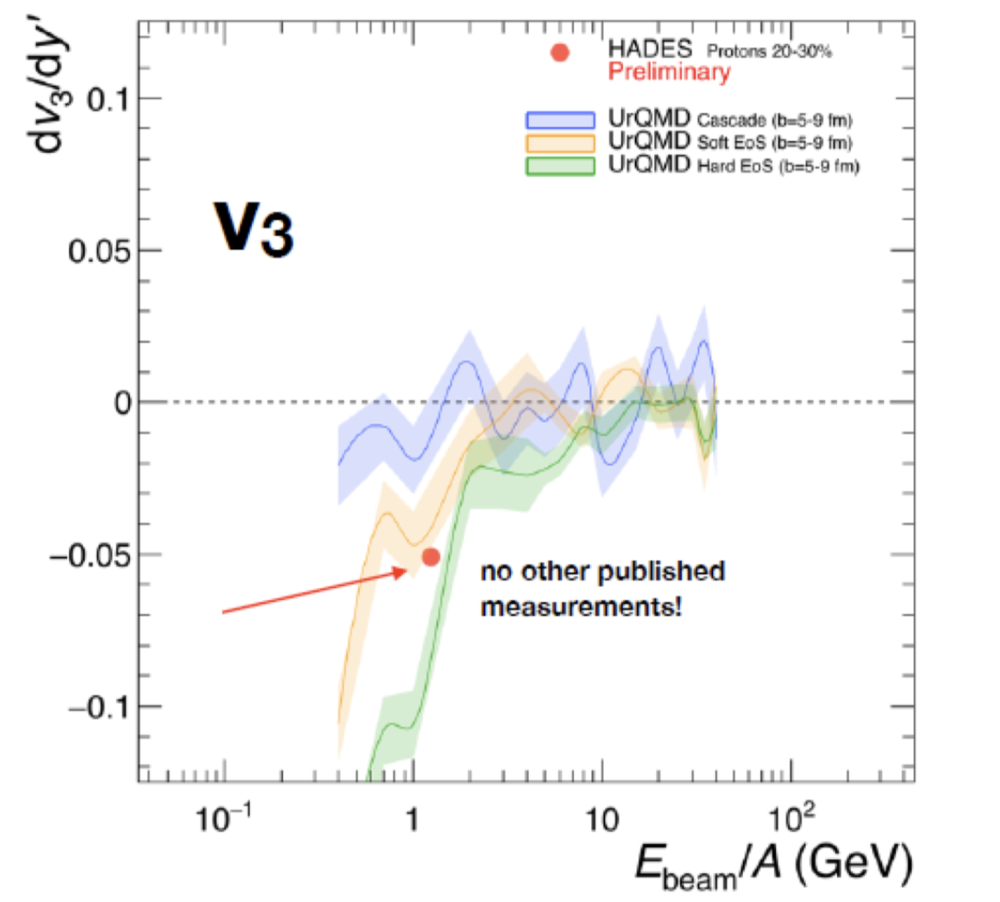 dv₃/dy′
HADES Protons 20-30%
Preliminary
UrQMD Cascade (b=5-9 fm)
UrQMD Soft EoS (b=5-9 fm)
UrQMD Hard EoS (b=5-9 fm)
0.1
v₃
0.05
0
−0.05
no other published
measurements!
−0.1
10⁻¹ 1 10 10²
E_beam/A (GeV)